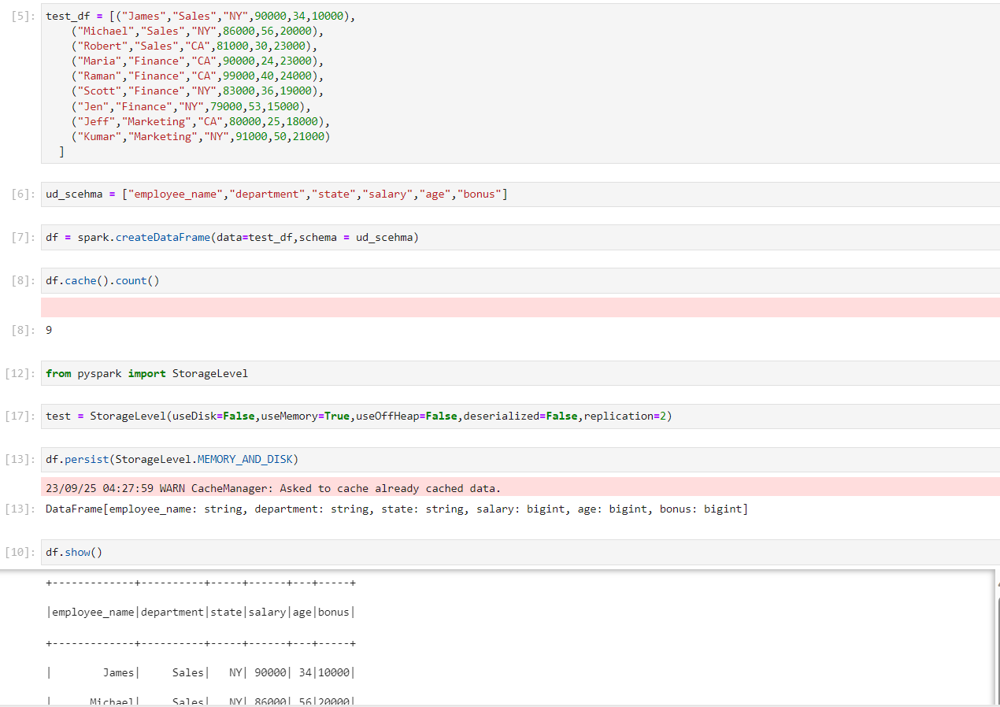 [5]: test_df = [("James","Sales","NY",90000,34,10000),
("Michael","Sales","NY",86000,56,20000),
("Robert","Sales","CA",81000,30,23000),
("Maria","Finance","CA",90000,24,23000),
("Raman","Finance","CA",99000,40,24000),
("Scott","Finance","NY",83000,36,19000),
("Jen","Finance","NY",79000,53,15000),
("Jeff","Marketing","CA",80000,25,18000),
("Kumar","Marketing","NY",91000,50,21000)
]
[6]: ud_scehma = ["employee_name","department","state","salary","age","bonus"]
[7]: df = spark.createDataFrame(data=test_df,schema = ud_scehma)
[8]: df.cache().count()
[8]: 9
[12]: from pyspark import StorageLevel
[17]: test = StorageLevel(useDisk=False,useMemory=True,useOffHeap=False,deserialized=False,replication=2)
[13]: df.persist(StorageLevel.MEMORY_AND_DISK)
23/09/25 04:27:59 WARN CacheManager: Asked to cache already cached data.
[13]: DataFrame[employee_name: string, department: string, state: string, salary: bigint, age: bigint, bonus: bigint]
[10]: df.show()
+-------------+----------+-----+------+---+-----+
|employee_name|department|state|salary|age|bonus|
+-------------+----------+-----+------+---+-----+
|        James|     Sales|   NY| 90000| 34|10000|
|      Michael|     Sales|   NY| 86000| 56|20000|